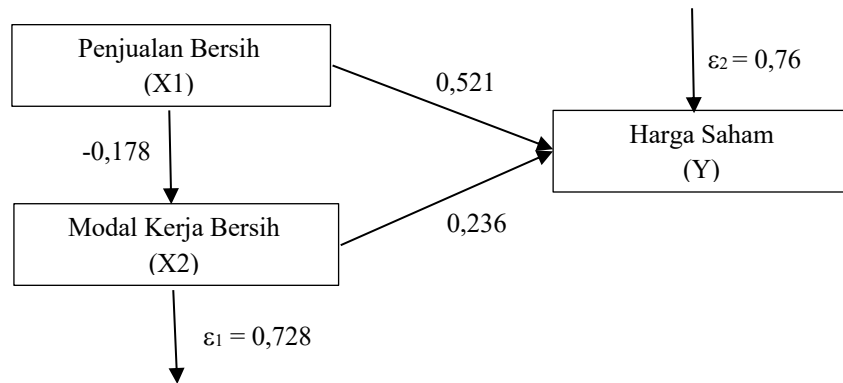 Penjualan Bersih
(X1)
0,521
ε2 = 0,76
Harga Saham
(Y)
-0,178
Modal Kerja Bersih
(X2)
0,236
ε1 = 0,728